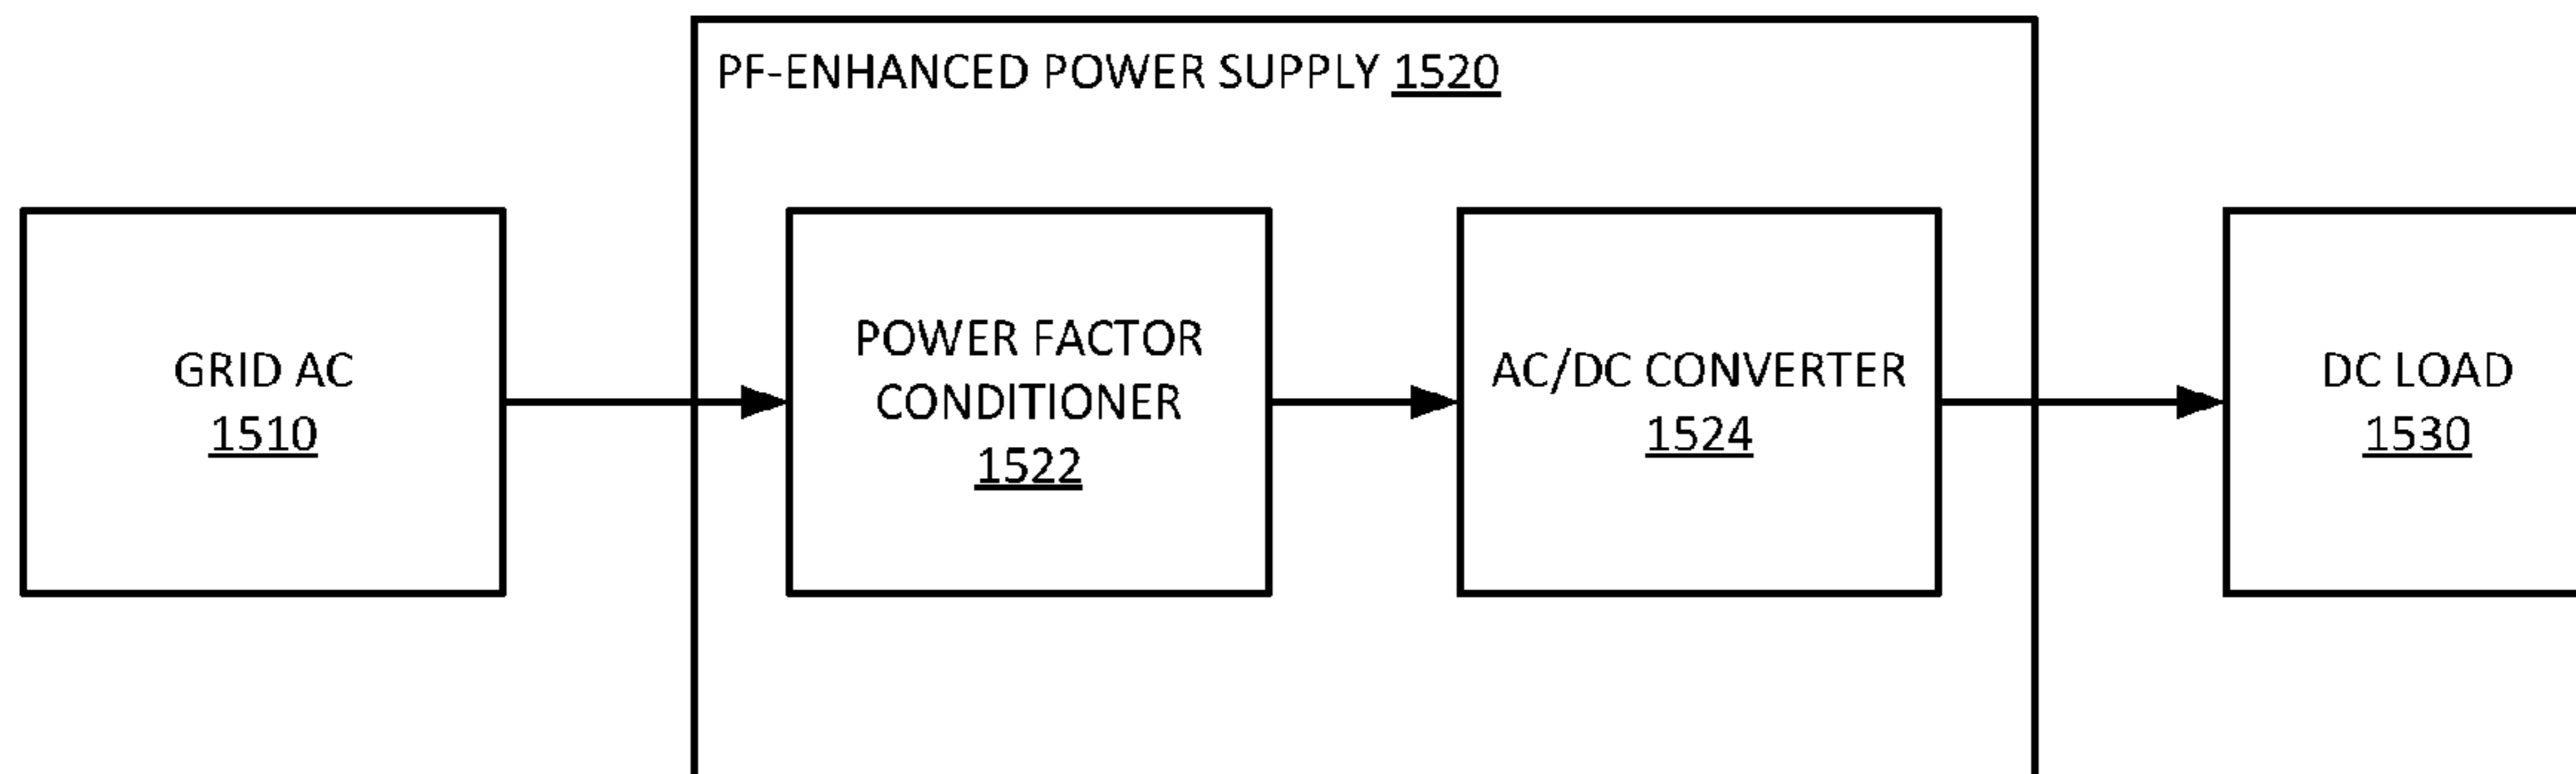 PF-ENHANCED POWER SUPPLY 1520
GRID AC
1510
POWER FACTOR
CONDITIONER
1522
AC/DC CONVERTER
1524
DC LOAD
1530